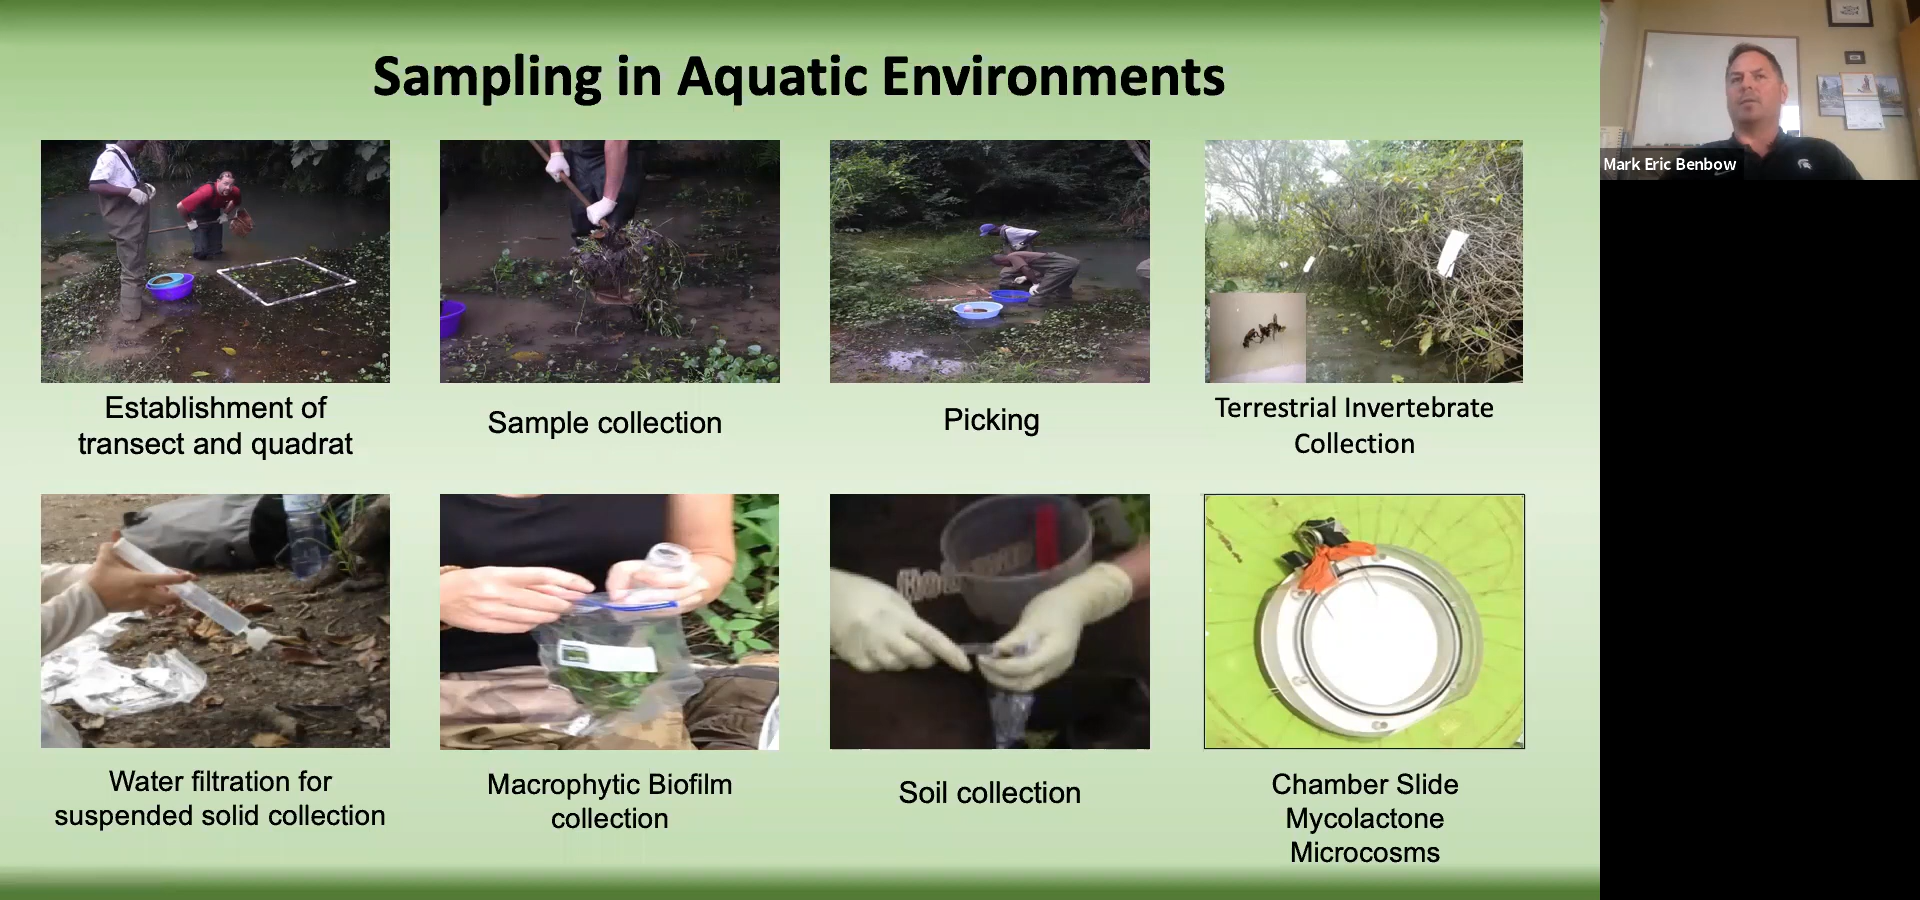 Sampling in Aquatic Environments
Mark Eric Benbow
Establishment of
transect and quadrat
Sample collection
Picking
Terrestrial Invertebrate
Collection
Water filtration for
suspended solid collection
Macrophytic Biofilm
collection
Soil collection
Chamber Slide
Mycolactone
Microcosms